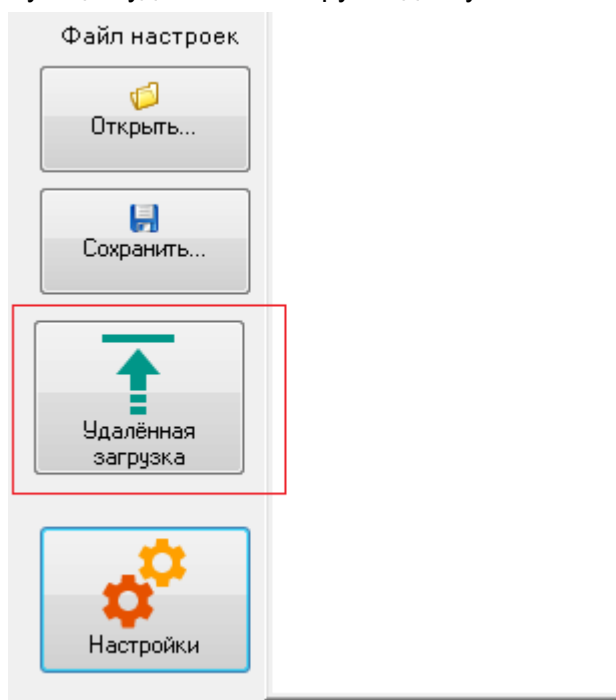 Файл настроек
Открыть...
Сохранить...
Удалённая
загрузка
Настройки